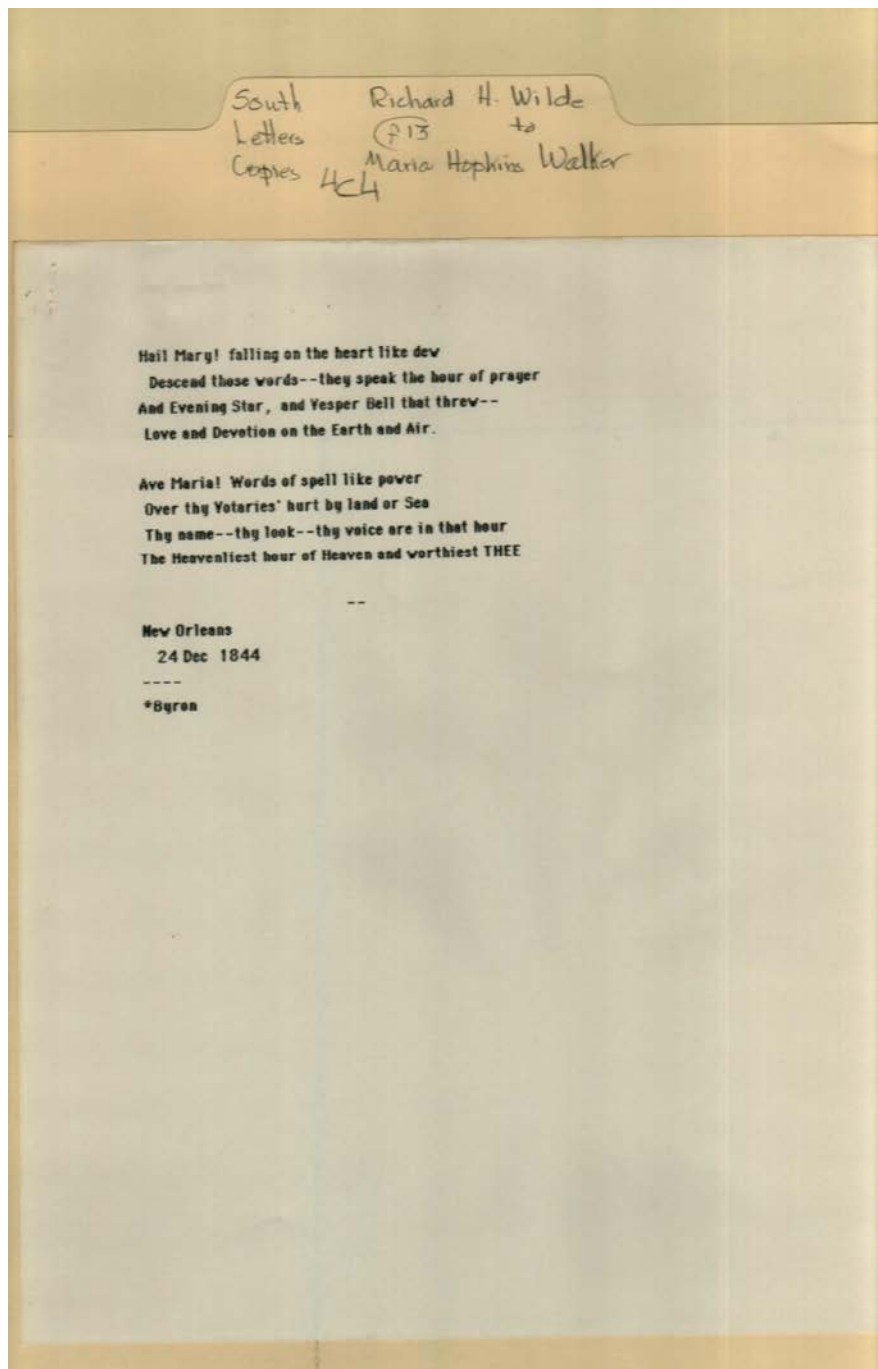 South Richard H. Wilde
Letters P13 to
Copies 4C4 Maria Hopkins Walker
Hail Mary! falling on the heart like dew
Descend those words--they speak the hour of prayer
And Evening Star, and Vesper Bell that threw--
Love and Devotion on the Earth and Air.
Ave Maria! Words of spell like power
Over thy Votaries' hurt by land or Sea
Thy name--thy look--thy voice are in that hour
The Heavenliest hour of Heaven and worthiest THEE
--
New Orleans
24 Dec 1844
----
*Byron